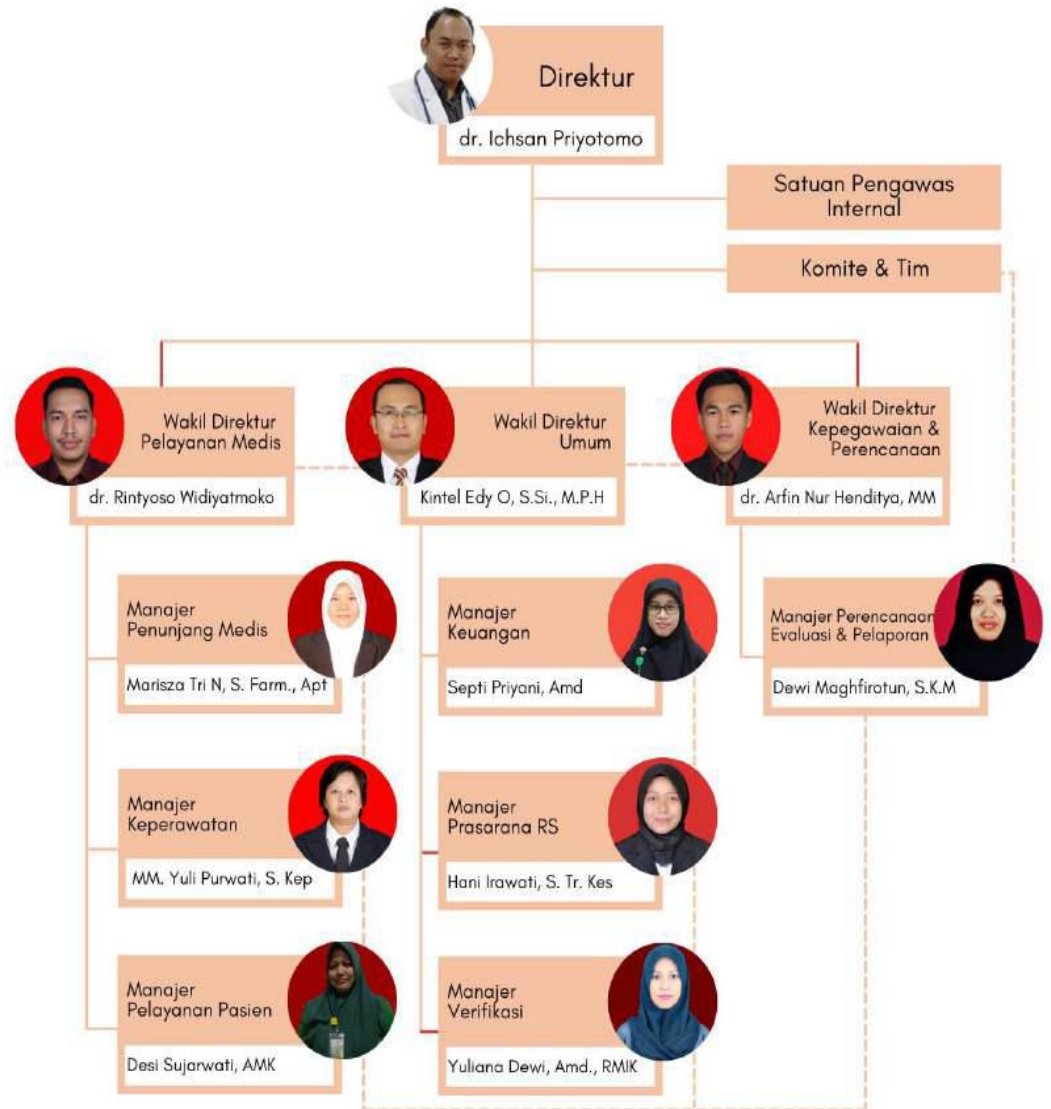 Direktur
dr. Ichsan Priyotomo
Satuan Pengawas
Internal
Komite & Tim
Wakil Direktur
Pelayanan Medis
dr. Rintyoso Widiyatmoko
Wakil Direktur
Umum
Kintel Edy O, S.Si., M.P.H
Wakil Direktur
Kepegawaian &
Perencanaan
dr. Arfin Nur Henditya, MM
Manajer
Penunjang Medis
Marisza Tri N, S. Farm., Apt
Manajer
Keuangan
Septi Priyani, Amd
Manajer Perencanaan
Evaluasi & Pelaporan
Dewi Maghfirotun, S.K.M
Manajer
Keperawatan
MM. Yuli Purwati, S. Kep
Manajer
Prasarana RS
Hani Irawati, S. Tr. Kes
Manajer
Pelayanan Pasien
Desi Sujarwati, AMK
Manajer
Verifikasi
Yuliana Dewi, Amd., RMIK